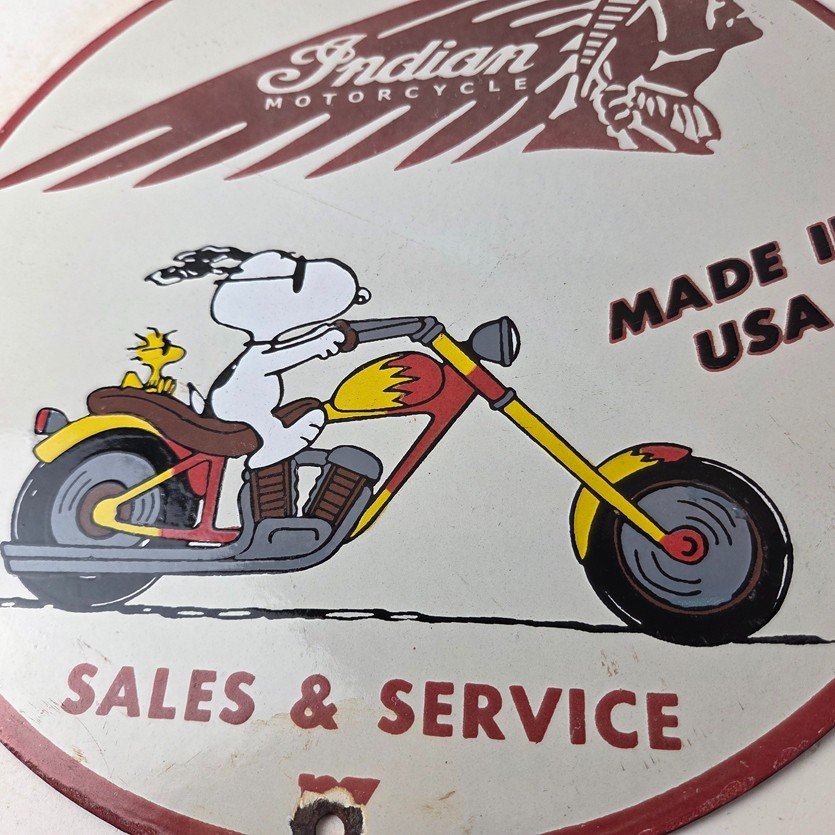 Indian
MOTORCYCLE
MADE I
USA
SALES & SERVICE